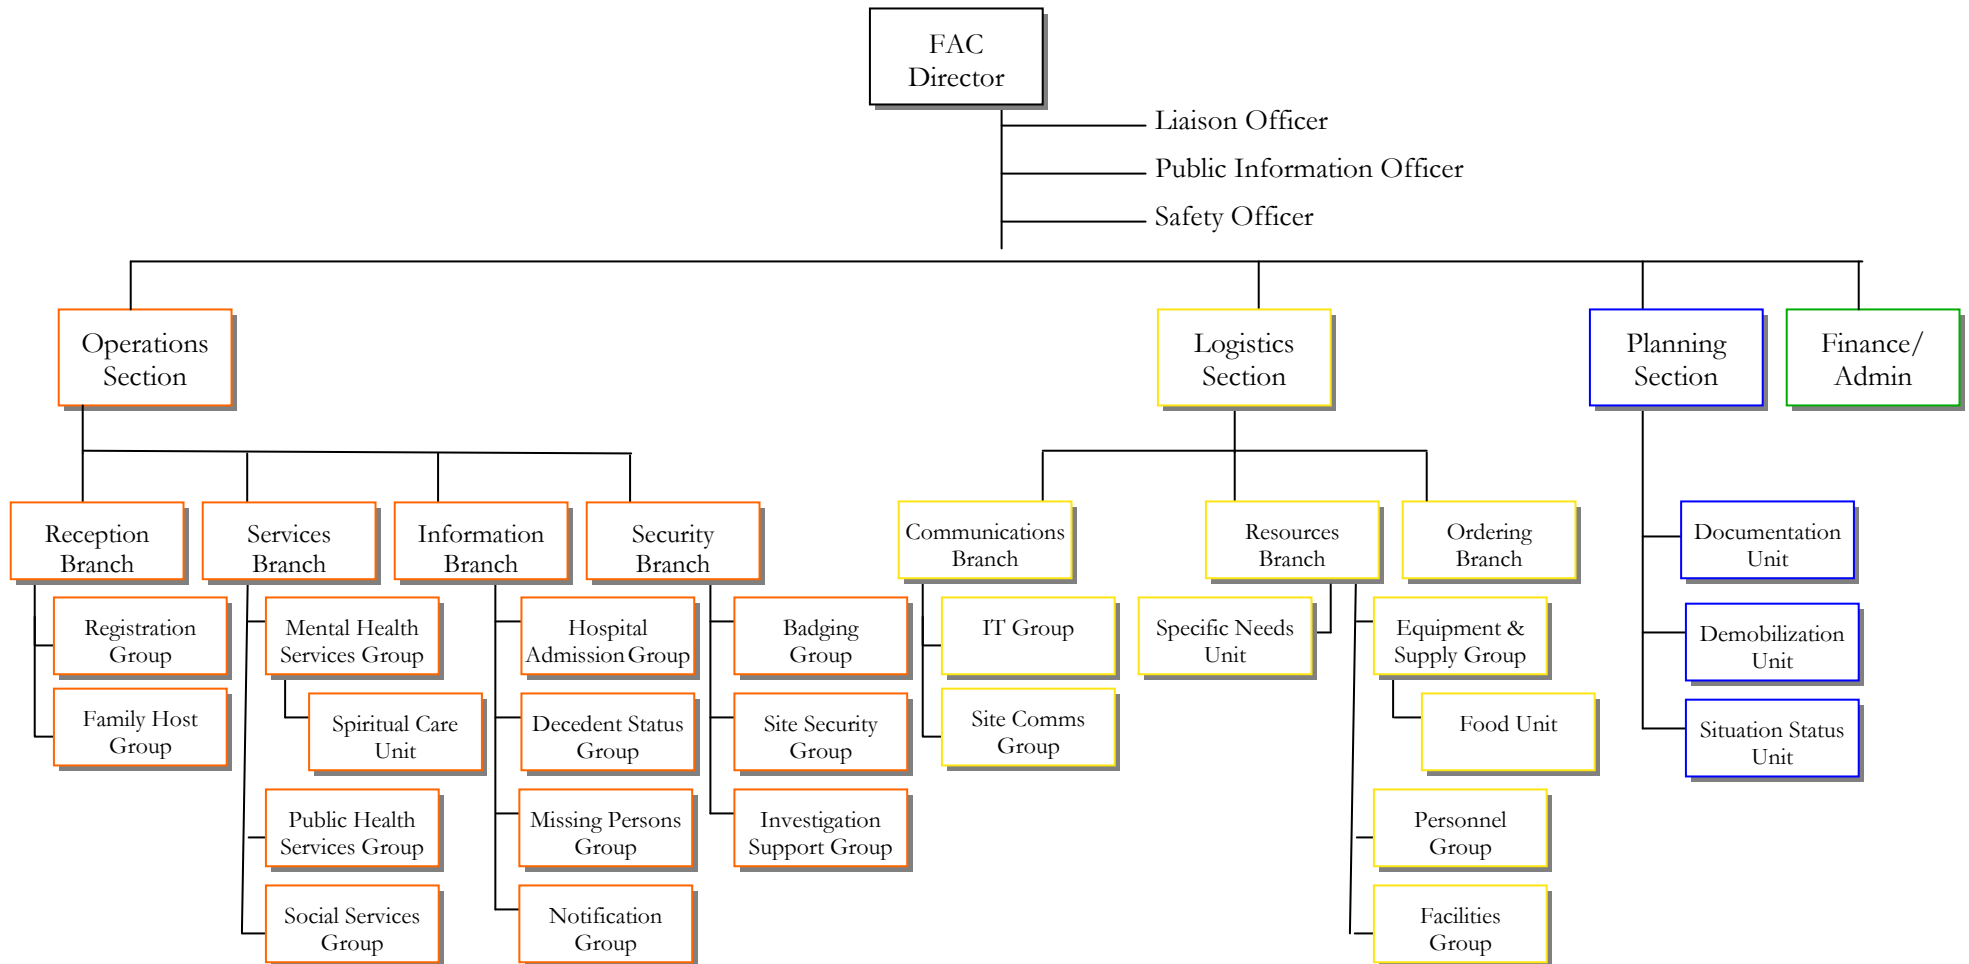 FAC
Director
Liaison Officer
Public Information Officer
Safety Officer
Operations
Section
Logistics
Section
Planning
Section
Finance/
Admin
Reception
Branch
Services
Branch
Information
Branch
Security
Branch
Communications
Branch
Resources
Branch
Ordering
Branch
Documentation
Unit
Registration
Group
Mental Health
Services Group
Hospital
Admission Group
Badging
Group
IT Group
Specific Needs
Unit
Equipment &
Supply Group
Demobilization
Unit
Family Host
Group
Spiritual Care
Unit
Decedent Status
Group
Site Security
Group
Site Comms
Group
Food Unit
Situation Status
Unit
Public Health
Services Group
Missing Persons
Group
Investigation
Support Group
Personnel
Group
Social Services
Group
Notification
Group
Facilities
Group